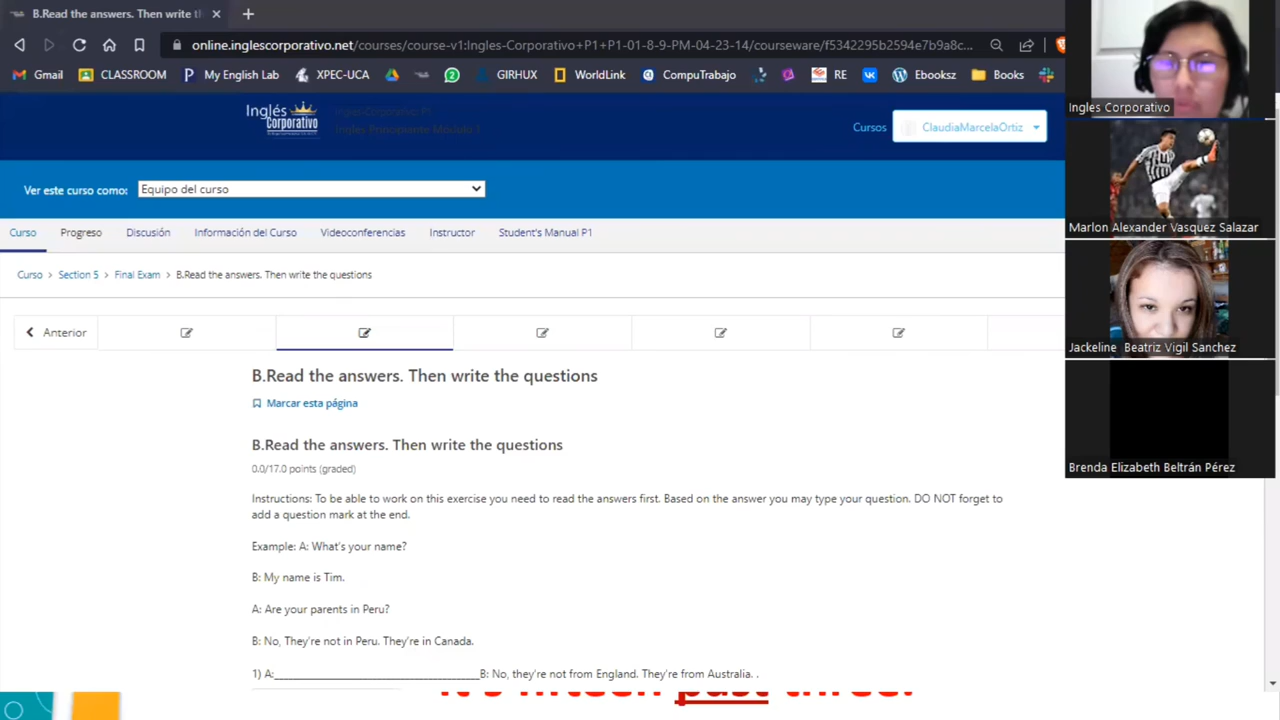 B.Read the answers. Then write t
online.inglescorporativo.net/courses/course-v1:Ingles-Corporativo+P1+P1-01-8-9-PM-04-23-14/courseware/f5342295b2594e7b9a8c...
Gmail CLASSROOM My English Lab XPEC-UCA GIRHUX WorldLink CompuTrabajo RE Ebooksz Books
Inglés Corporativo
Ingles Principiante Modulo 1
Cursos ClaudiaMarcelaOrtiz
Ver este curso como: Equipo del curso
Curso Progreso Discusión Información del Curso Videoconferencias Instructor Student's Manual P1
Curso > Section 5 > Final Exam > B.Read the answers. Then write the questions
Anterior
B.Read the answers. Then write the questions
Marcar esta página
B.Read the answers. Then write the questions
0.0/17.0 points (graded)
Instructions: To be able to work on this exercise you need to read the answers first. Based on the answer you may type your question. DO NOT forget to
add a question mark at the end.
Example: A: What's your name?
B: My name is Tim.
A: Are your parents in Peru?
B: No, They're not in Peru. They're in Canada.
1) A:________________________________________B: No, they're not from England. They're from Australia. .
It's fifteen past three.
Ingles Corporativo
Marlon Alexander Vasquez Salazar
Jackeline Beatriz Vigil Sanchez
Brenda Elizabeth Beltrán Pérez